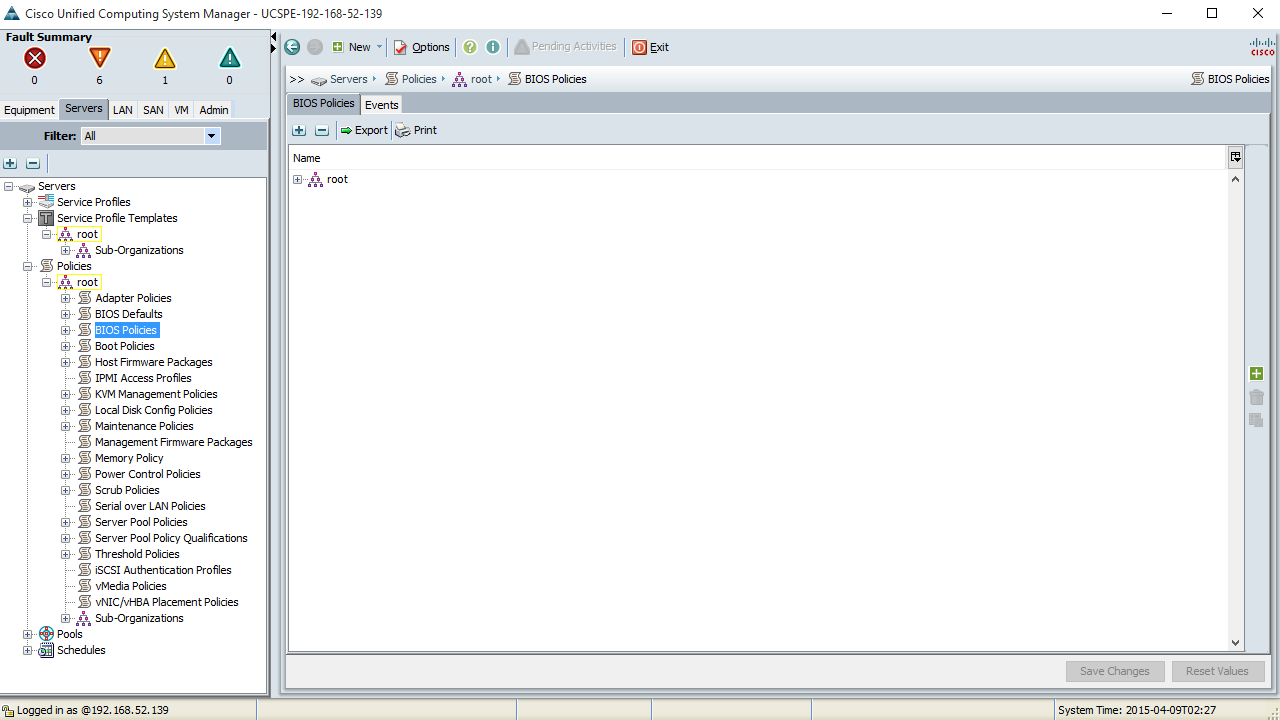 Cisco Unified Computing System Manager - UCSPE-192-168-52-139
Fault Summary
0 6 1 0
Equipment Servers LAN SAN VM Admin
Filter: All
Servers
Service Profiles
Service Profile Templates
root
Sub-Organizations
Policies
root
Adapter Policies
BIOS Defaults
BIOS Policies
Boot Policies
Host Firmware Packages
IPMI Access Profiles
KVM Management Policies
Local Disk Config Policies
Maintenance Policies
Management Firmware Packages
Memory Policy
Power Control Policies
Scrub Policies
Serial over LAN Policies
Server Pool Policies
Server Pool Policy Qualifications
Threshold Policies
iSCSI Authentication Profiles
vMedia Policies
vNIC/vHBA Placement Policies
Sub-Organizations
Pools
Schedules
New Options Pending Activities Exit
CISCO
>> Servers Policies root BIOS Policies BIOS Policies
BIOS Policies Events
Export Print
Name
root
Save Changes Reset Values
Logged in as @192.168.52.139 System Time: 2015-04-09T02:27